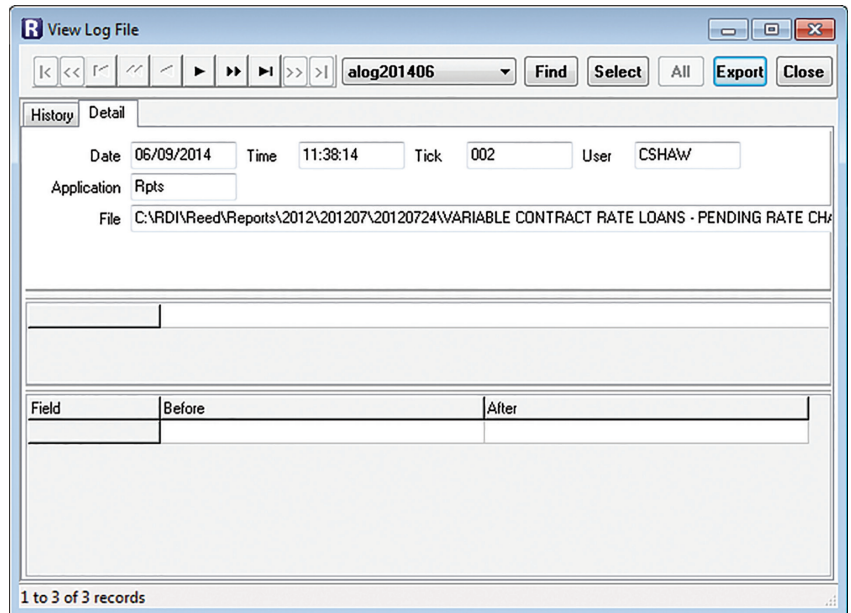 R View Log File
alog201406 Find Select All Export Close
History Detail
Date 06/09/2014 Time 11:38:14 Tick 002 User CSHAW
Application Rpts
File C:\RDI\Reed\Reports\2012\201207\20120724\VARIABLE CONTRACT RATE LOANS - PENDING RATE CHA
Field Before After
1 to 3 of 3 records